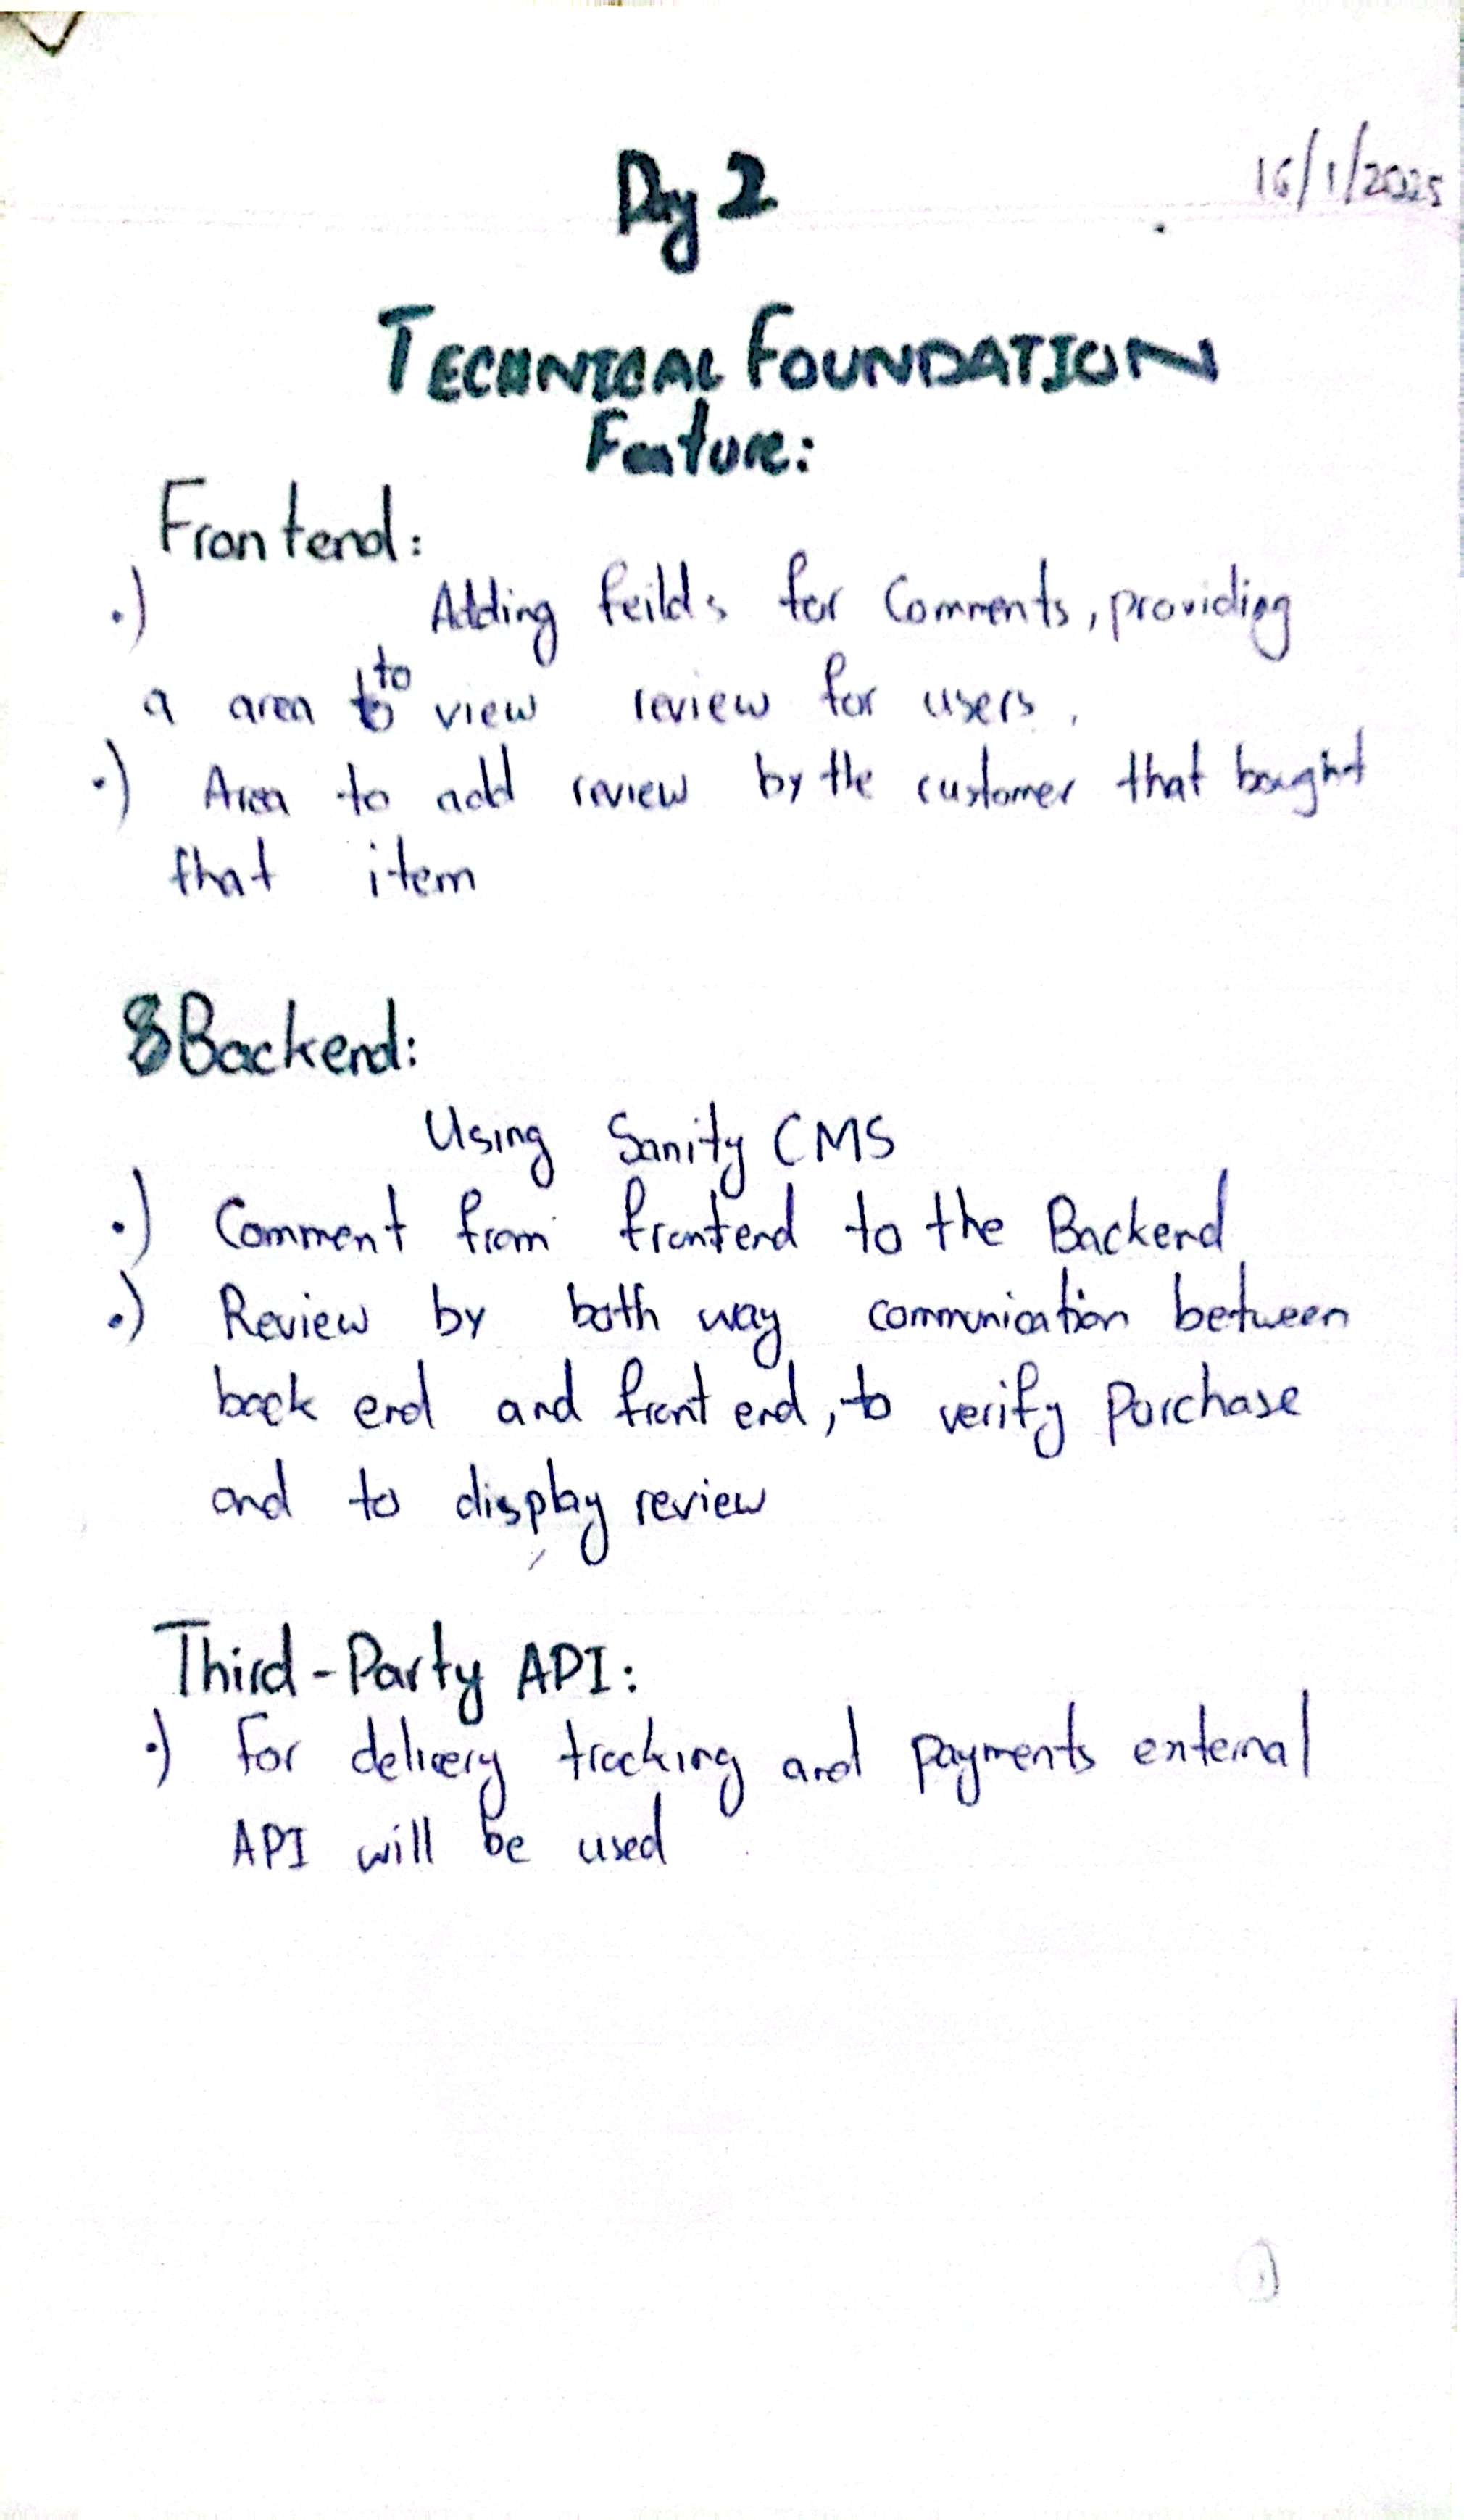 Day 2
16/1/2025
TECHNICAL FOUNDATION
Feature:
Frontend:
.) Adding feilds for Comments, providing
a area to view review for users.
.) Area to add review by the customer that bought
that item
Backend:
Using Sanity CMS
.) Comment from frontend to the Backend
.) Review by both way communication between
back end and front end, to verify Purchase
and to display review
Third-Party API:
.) For delivery tracking and payments external
API will be used